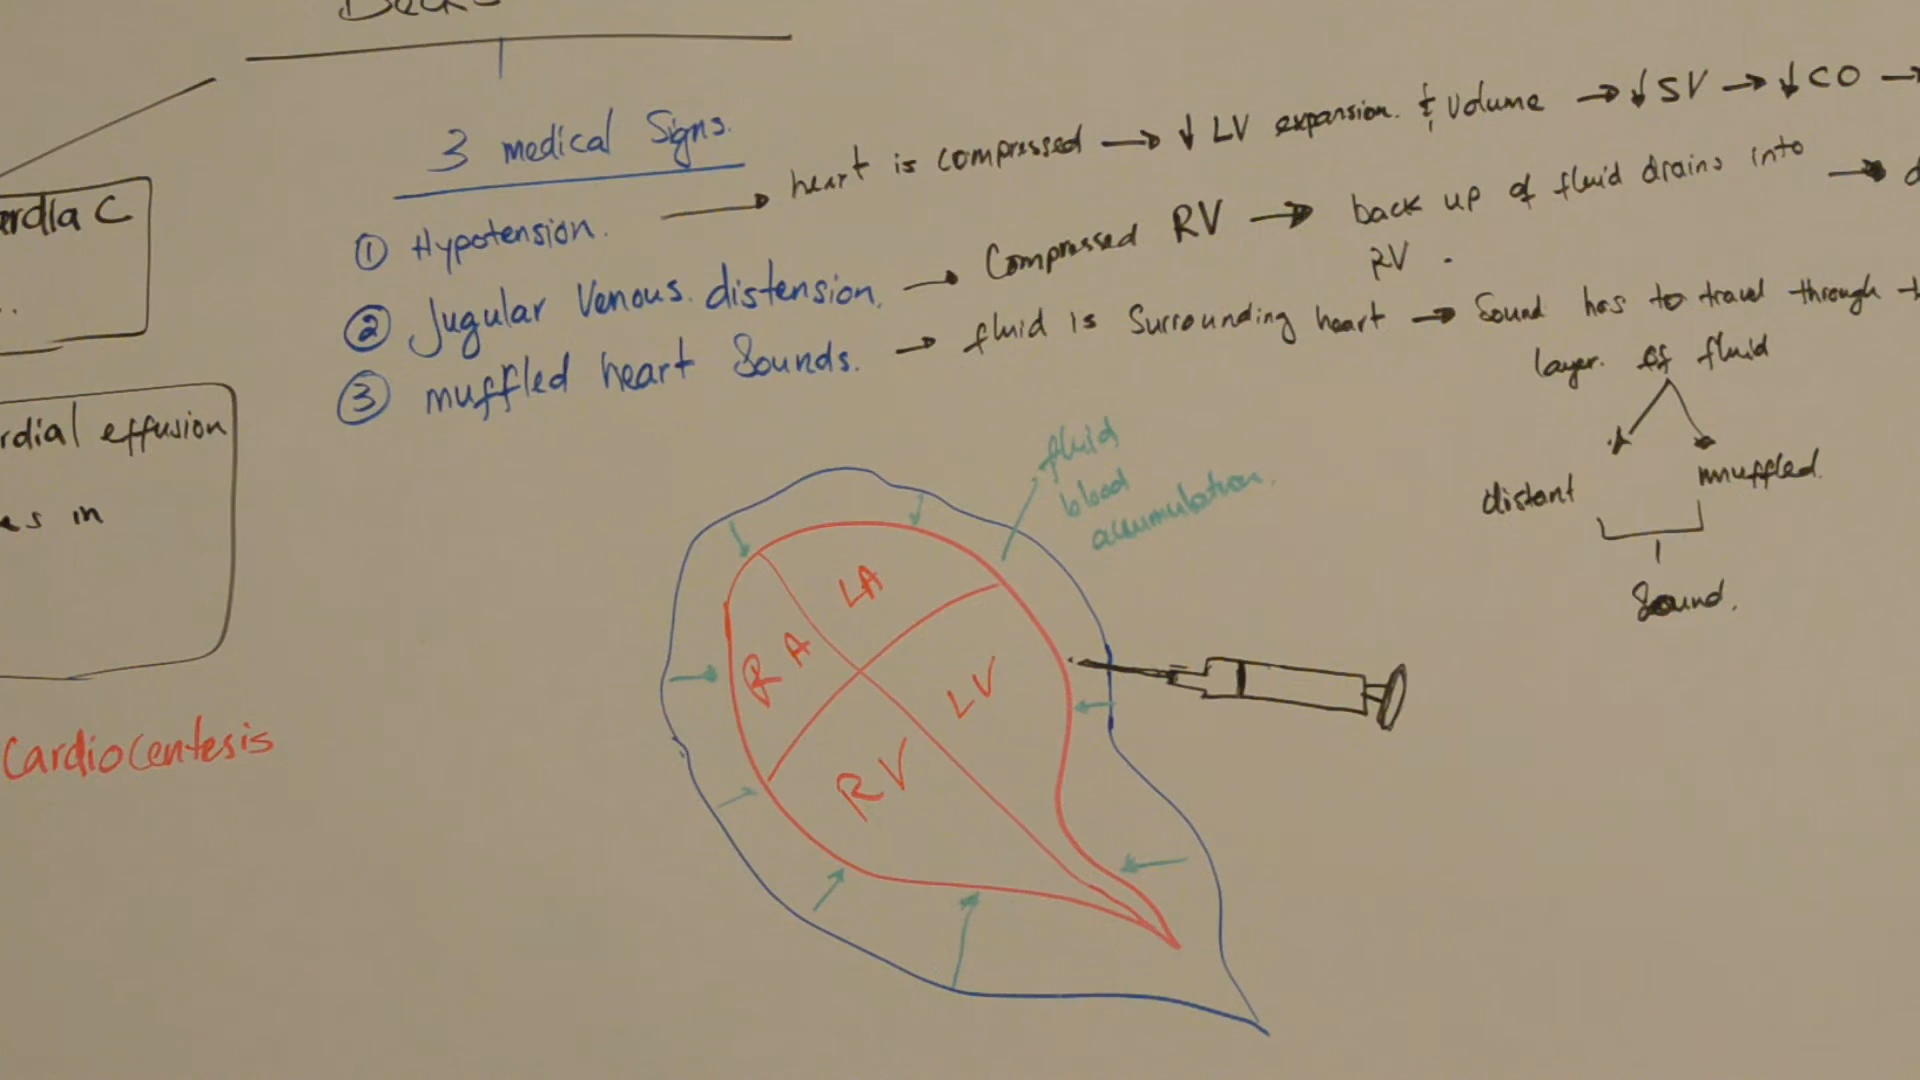 3 medical Signs.
① Hypotension. → heart is compressed → ↓ LV expansion & volume → ↓ SV → ↓ CO →
② Jugular Venous distension. → Compressed RV → back up of fluid drains into →
RV.
③ muffled heart Sounds. → fluid is Surrounding heart → Sound has to travel through
layer of fluid
distant
muffled
Sound.
fluid
blood
accumulation.
LA
RA
LV
RV
effusion
in
Cardiocentesis